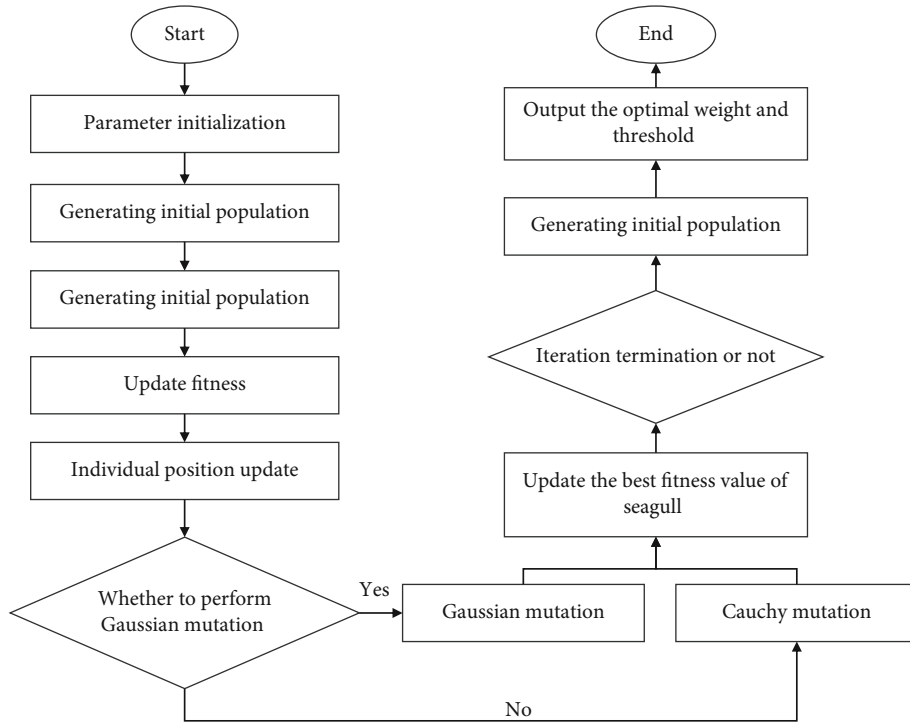 Start
Parameter initialization
Generating initial population
Generating initial population
Update fitness
Individual position update
Whether to perform
Gaussian mutation
Yes
No
Gaussian mutation
Cauchy mutation
Update the best fitness value of
seagull
Iteration termination or not
Generating initial population
Output the optimal weight and
threshold
End